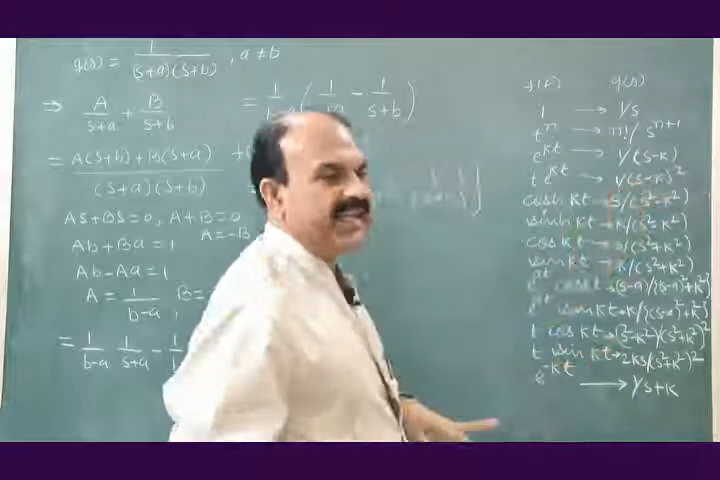 g(s) = 1/(s+a)(s+b) , a≠b
⇒ A/s+a + B/s+b
= A(s+b)+B(s+a)/(s+a)(s+b)
As+Bs=0, A+B=0
A=-B
Ab+Ba=1
Ab-Aa=1
A = 1/b-a , B=
= 1/b-a 1/s+a - 1/
= 1/ ( 1/ - 1/s+b )
g(s)
1 → 1/s
t^n → n!/s^n+1
e^kt → 1/(s-k)
t e^kt → 1/(s-k)^2
cosh kt → s/(s^2-k^2)
sinh kt → k/(s^2-k^2)
cos kt → s/(s^2+k^2)
sin kt → k/(s^2+k^2)
e^at cos kt → (s-a)/{(s-a)^2+k^2}
e^at sin kt → k/{(s-a)^2+k^2}
t cos kt → (s^2-k^2)/(s^2+k^2)^2
t sin kt → 2ks/(s^2+k^2)^2
e^-kt → 1/s+k